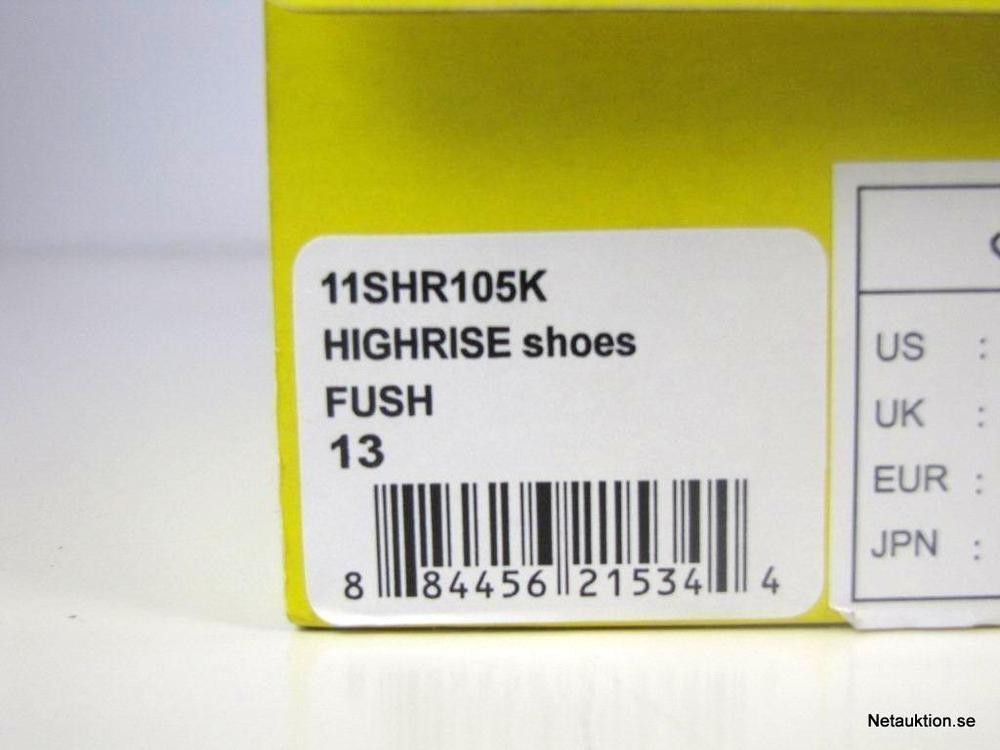 11SHR105K
HIGHRISE shoes
FUSH
13
8 84456 21534 4
US :
UK :
EUR :
JPN :
Netauktion.se